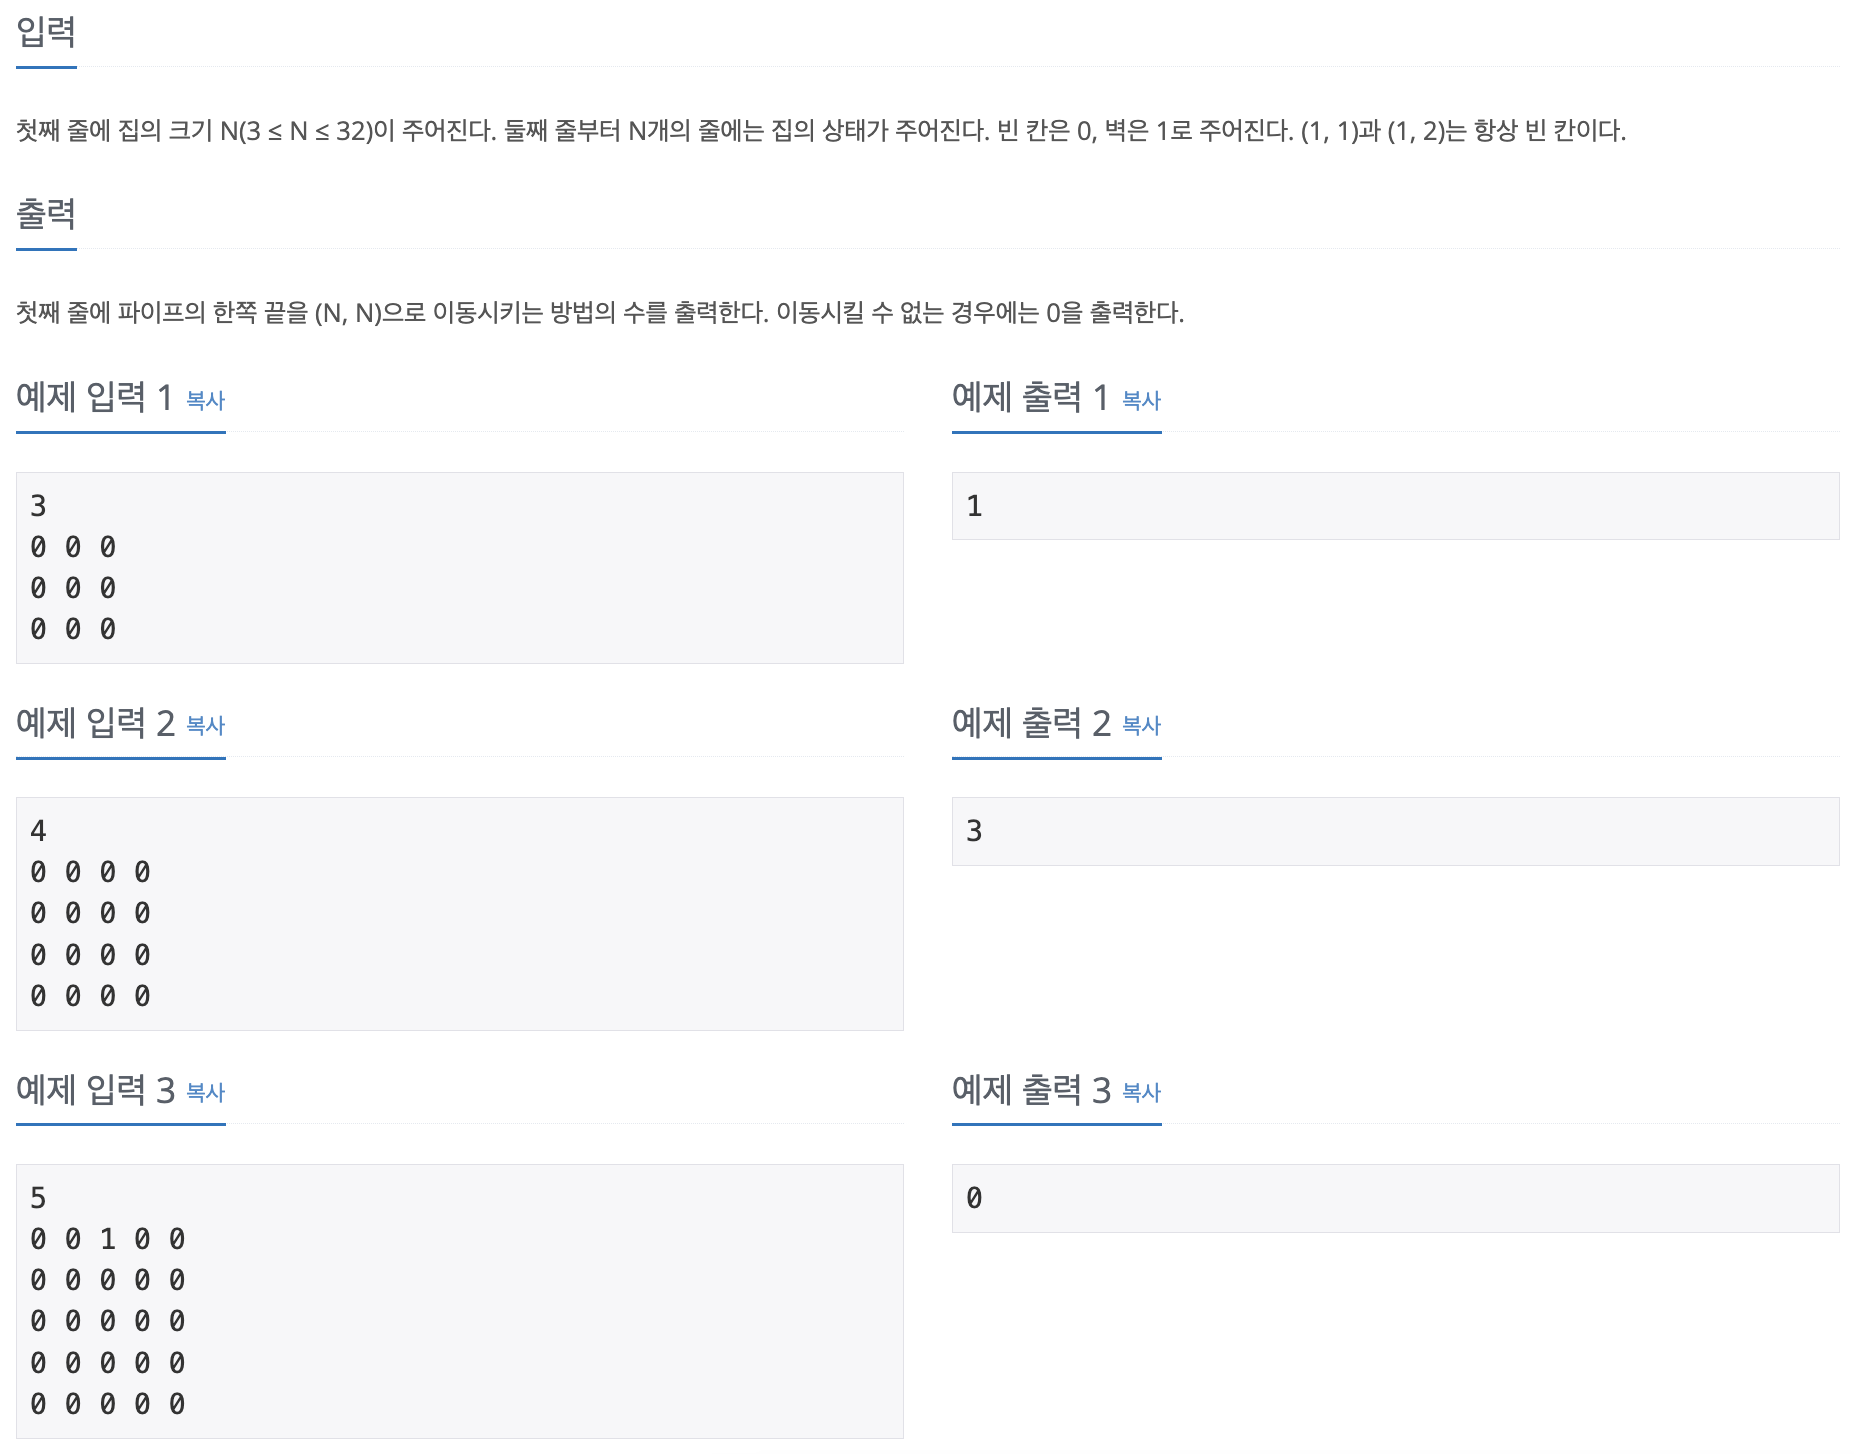 입력
첫째 줄에 집의 크기 N(3 ≤ N ≤ 32)이 주어진다. 둘째 줄부터 N개의 줄에는 집의 상태가 주어진다. 빈 칸은 0, 벽은 1로 주어진다. (1, 1)과 (1, 2)는 항상 빈 칸이다.
출력
첫째 줄에 파이프의 한쪽 끝을 (N, N)으로 이동시키는 방법의 수를 출력한다. 이동시킬 수 없는 경우에는 0을 출력한다.
예제 입력 1 복사
3
0 0 0
0 0 0
0 0 0
예제 출력 1 복사
1
예제 입력 2 복사
4
0 0 0 0
0 0 0 0
0 0 0 0
0 0 0 0
예제 출력 2 복사
3
예제 입력 3 복사
5
0 0 1 0 0
0 0 0 0 0
0 0 0 0 0
0 0 0 0 0
0 0 0 0 0
예제 출력 3 복사
0